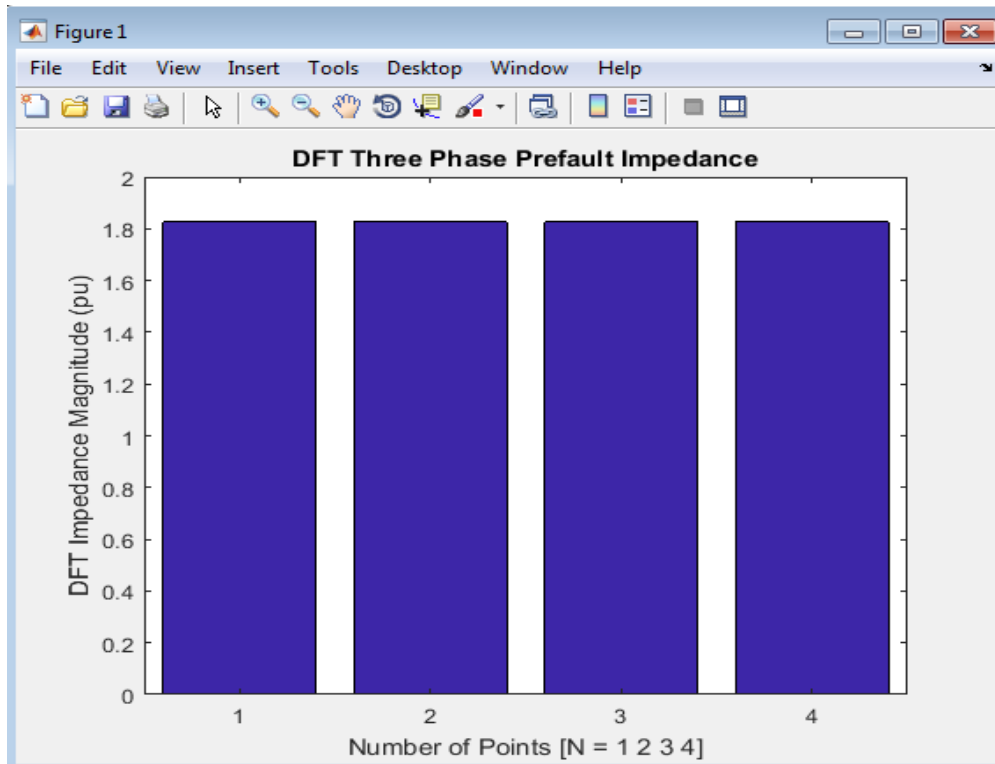 Figure 1
File Edit View Insert Tools Desktop Window Help
DFT Three Phase Prefault Impedance
DFT Impedance Magnitude (pu)
2
1.8
1.6
1.4
1.2
1
0.8
0.6
0.4
0.2
0
1 2 3 4
Number of Points [N = 1 2 3 4]